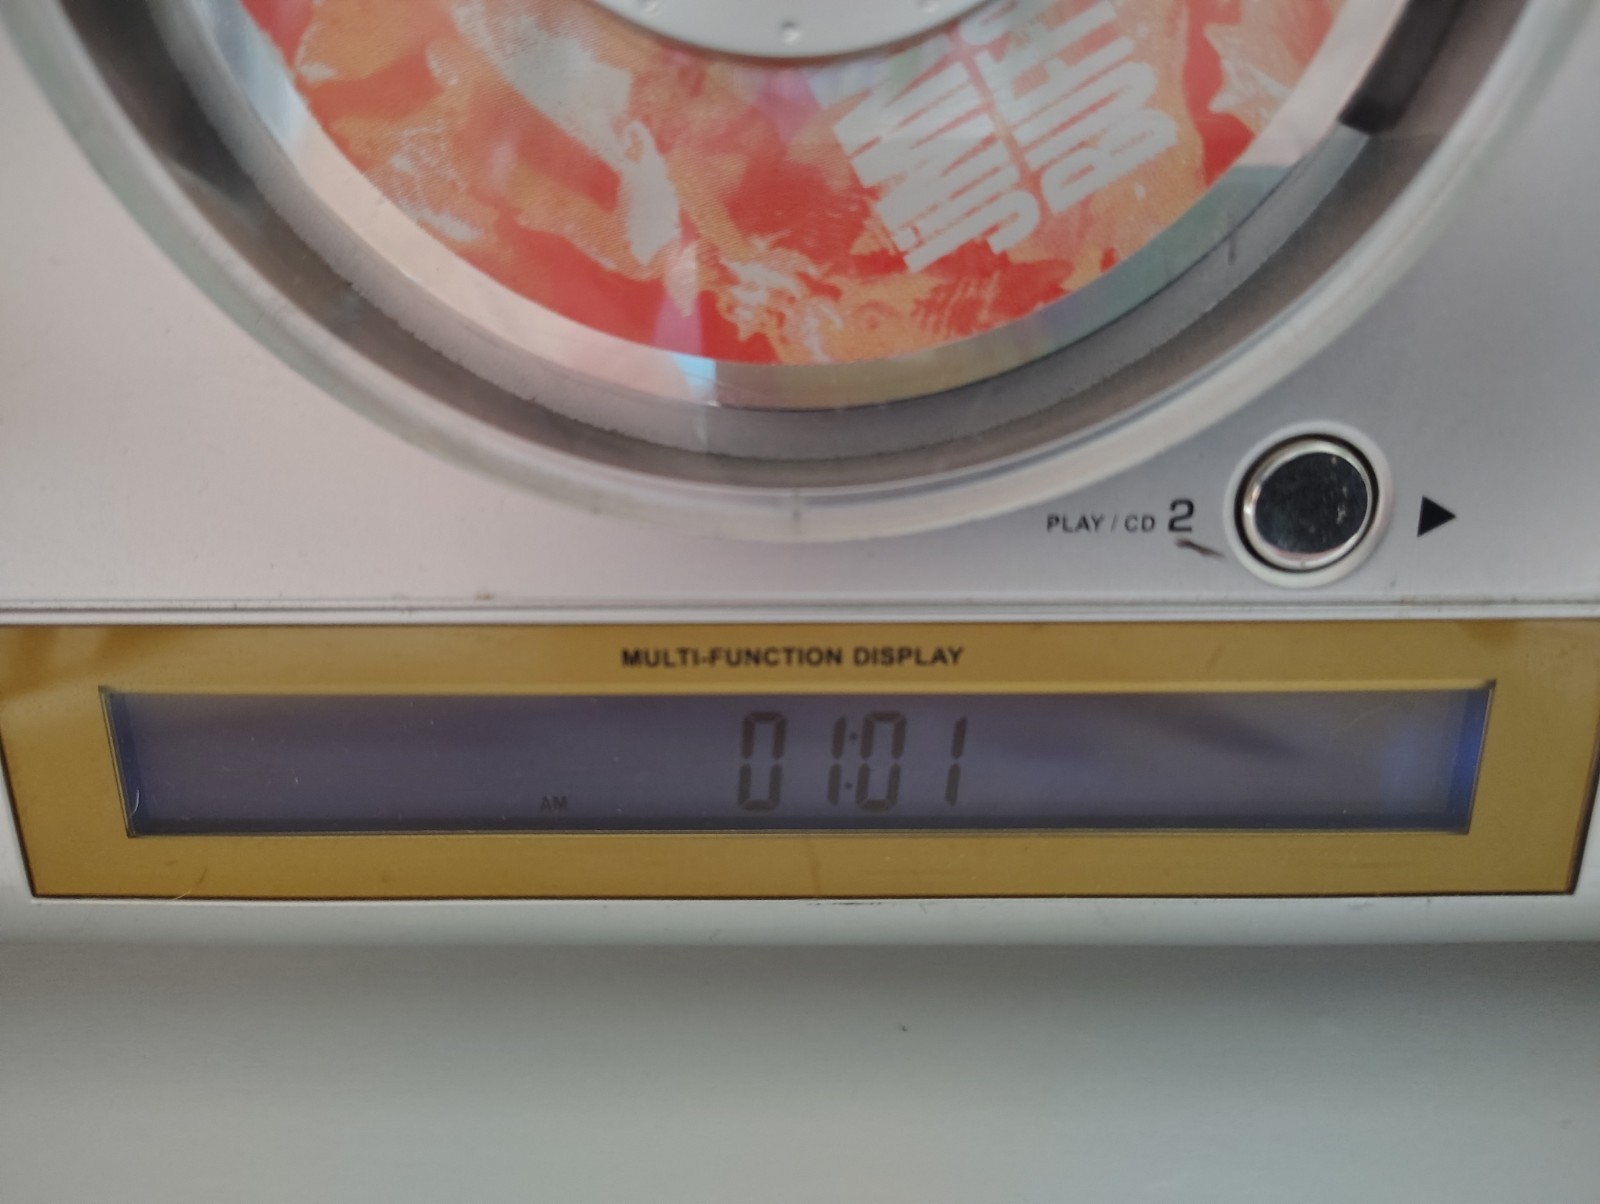 PLAY / CD 2
MULTI-FUNCTION DISPLAY
AM 01:01